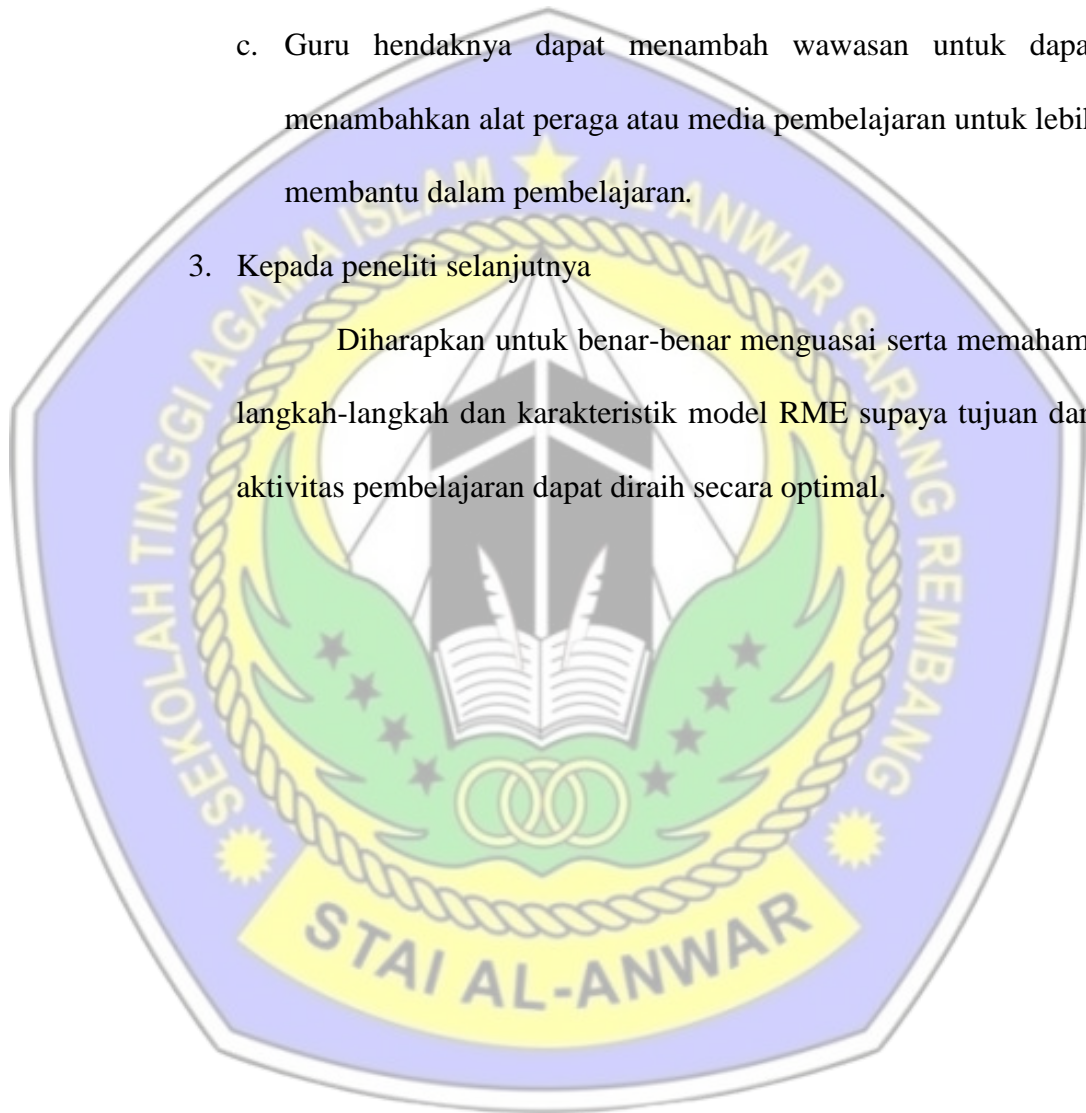 c. Guru hendaknya dapat menambah wawasan untuk dapa
menambahkan alat peraga atau media pembelajaran untuk lebil
membantu dalam pembelajaran.
3. Kepada peneliti selanjutnya
Diharapkan untuk benar-benar menguasai serta memaham
langkah-langkah dan karakteristik model RME supaya tujuan dar
aktivitas pembelajaran dapat diraih secara optimal.
SEKOLAH TINGGI AGAMA ISLAM AL-ANWAR SARANG REMBANG
STAI AL-ANWAR